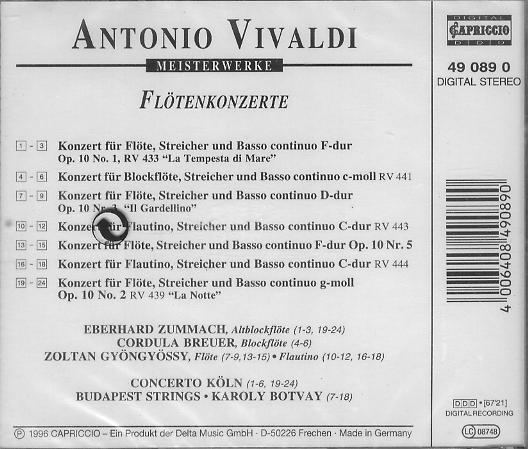 ANTONIO VIVALDI
MEISTERWERKE
FLÖTENKONZERTE
DIGITAL
CAPRICCIO
DDD
49 089 0
DIGITAL STEREO
1 - 3 Konzert für Flöte, Streicher und Basso continuo F-dur
Op. 10 No. 1, RV 433 "La Tempesta di Mare"
4 - 6 Konzert für Blockflöte, Streicher und Basso continuo c-moll RV 441
7 - 9 Konzert für Flöte, Streicher und Basso continuo D-dur
Op. 10 Nr. "Il Gardellino"
10 - 12 Konzert für Flautino, Streicher und Basso continuo C-dur RV 443
13 - 15 Konzert für Flöte, Streicher und Basso continuo F-dur Op. 10 Nr. 5
16 - 18 Konzert für Flautino, Streicher und Basso continuo C-dur RV 444
19 - 24 Konzert für Flöte, Streicher und Basso continuo g-moll
Op. 10 No. 2 RV 439 "La Notte"
EBERHARD ZUMMACH, Altblockflöte (1-3, 19-24)
CORDULA BREUER, Blockflöte (4-6)
ZOLTAN GYÖNGYÖSSY, Flöte (7-9,13-15) • Flautino (10-12, 16-18)
CONCERTO KÖLN (1-6, 19-24)
BUDAPEST STRINGS • KAROLY BOTVAY (7-18)
4 006408 490890
DDD • [67'21]
DIGITAL RECORDING
LC 08748
Ⓟ 1996 CAPRICCIO – Ein Produkt der Delta Music GmbH · D-50226 Frechen · Made in Germany